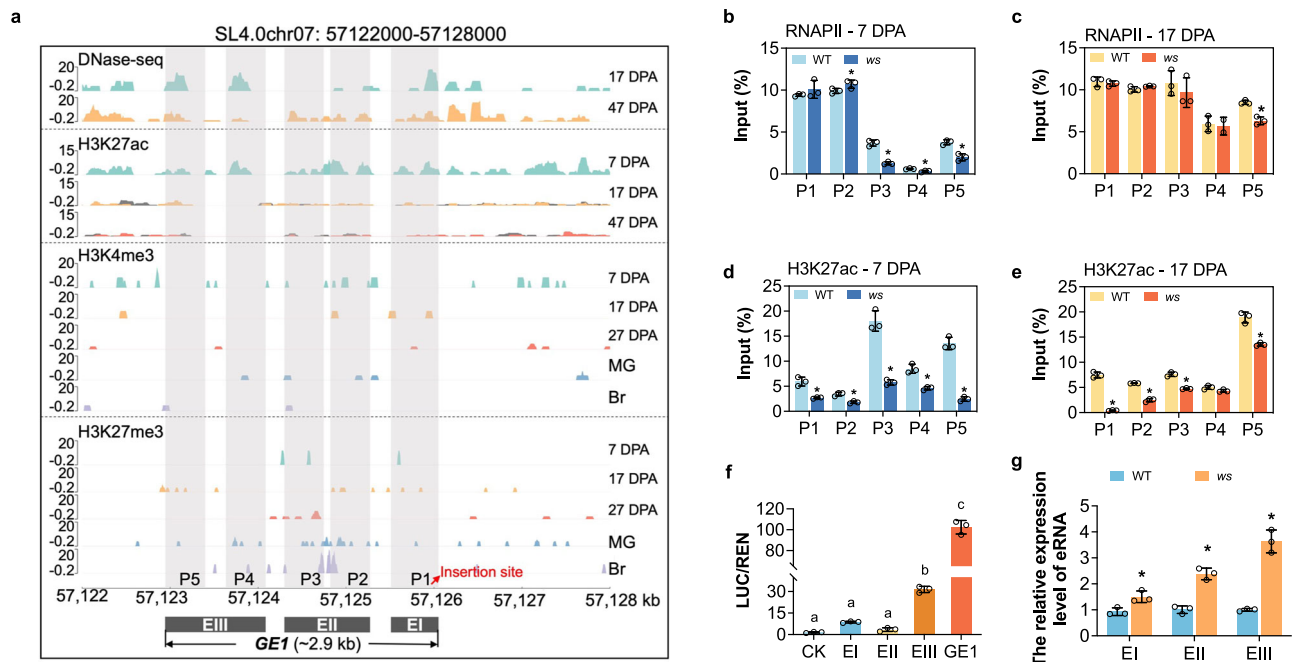 a
SL4.0chr07: 57122000-57128000
DNase-seq
20
-0.2
17 DPA
20
-0.2
47 DPA
H3K27ac
15
-0.2
7 DPA
15
-0.2
17 DPA
15
-0.2
47 DPA
H3K4me3
20
-0.2
7 DPA
20
-0.2
17 DPA
20
-0.2
27 DPA
20
-0.2
MG
20
-0.2
Br
H3K27me3
20
-0.2
7 DPA
20
-0.2
17 DPA
20
-0.2
27 DPA
20
-0.2
MG
20
-0.2
Br
P5 P4 P3 P2 P1 Insertion site
57,122 57,123 57,124 57,125 57,126 57,127 57,128 kb
EIII EII EI
GE1 (~2.9 kb)
b
RNAPII - 7 DPA
WT ws
Input (%)
15
10
5
0
* * * *
P1 P2 P3 P4 P5
c
RNAPII - 17 DPA
WT ws
Input (%)
15
10
5
0
*
P1 P2 P3 P4 P5
d
H3K27ac - 7 DPA
WT ws
Input (%)
25
20
15
10
5
0
* * * * *
P1 P2 P3 P4 P5
e
H3K27ac - 17 DPA
WT ws
Input (%)
25
20
15
10
5
0
* * * *
P1 P2 P3 P4 P5
f
LUC/REN
120
100
80
60
30
15
0
a a a b c
CK EI EII EIII GE1
g
WT ws
The relative expression
level of eRNA
5
4
3
2
1
0
* * *
EI EII EIII